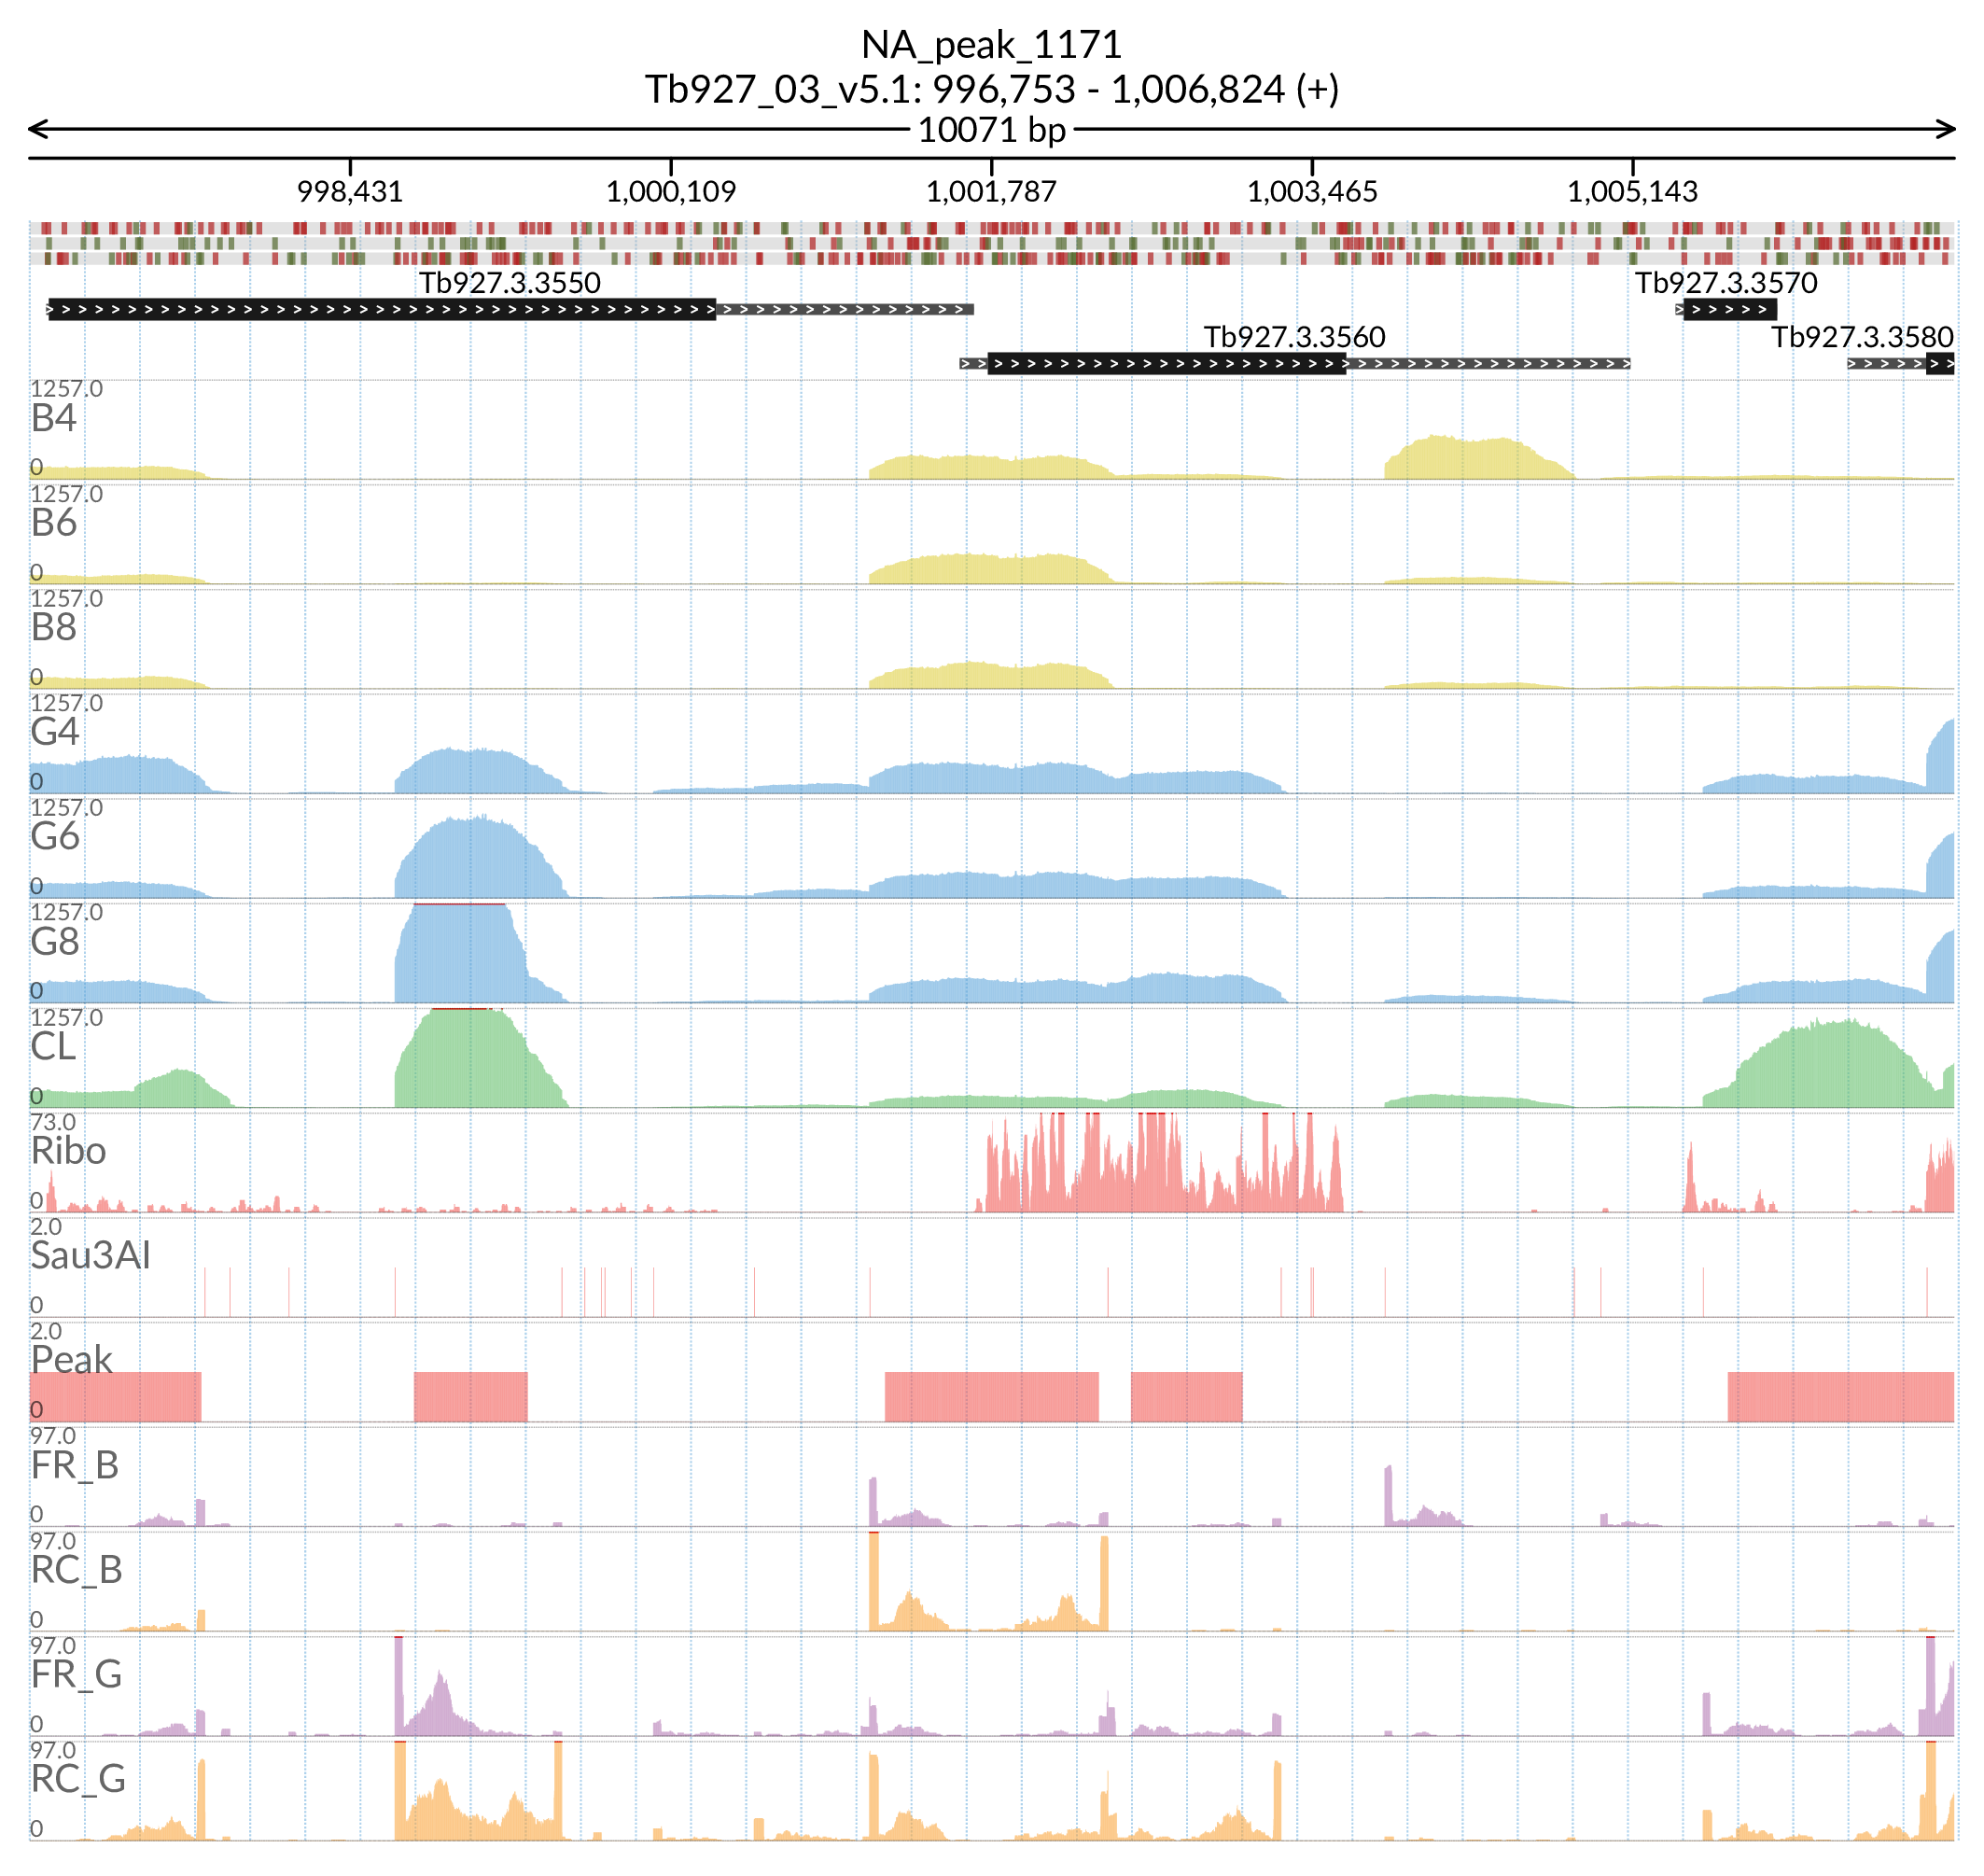 NA_peak_1171
Tb927_03_v5.1: 996,753 - 1,006,824 (+)
10071 bp
998,431 1,000,109 1,001,787 1,003,465 1,005,143
Tb927.3.3550 Tb927.3.3570
Tb927.3.3560 Tb927.3.3580
1257.0
B4
0
1257.0
B6
0
1257.0
B8
0
1257.0
G4
0
1257.0
G6
0
1257.0
G8
0
1257.0
CL
0
73.0
Ribo
0
2.0
Sau3AI
0
2.0
Peak
0
97.0
FR_B
0
97.0
RC_B
0
97.0
FR_G
0
97.0
RC_G
0